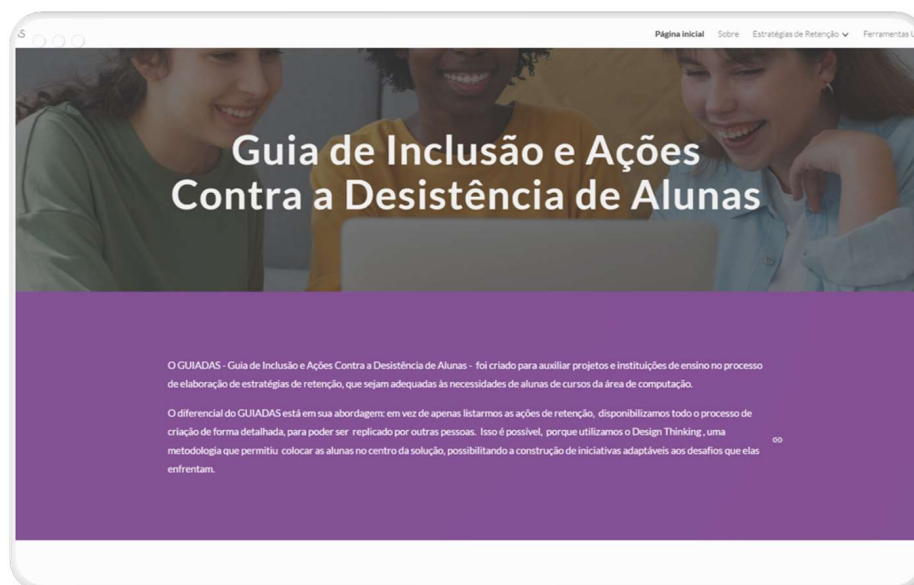 Página inicial Sobre Estratégias de Retenção Ferramentas
Guia de Inclusão e Ações
Contra a Desistência de Alunas
O GUIADAS - Guia de Inclusão e Ações Contra a Desistência de Alunas - foi criado para auxiliar projetos e instituições de ensino no processo
de elaboração de estratégias de retenção, que sejam adequadas às necessidades de alunas de cursos da área de computação.
O diferencial do GUIADAS está em sua abordagem: em vez de apenas listarmos as ações de retenção, disponibilizamos todo o processo de
criação de forma detalhada, para poder ser replicado por outras pessoas. Isso é possível, porque utilizamos o Design Thinking , uma
metodologia que permitiu colocar as alunas no centro da solução, possibilitando a construção de iniciativas adaptáveis aos desafios que elas
enfrentam.